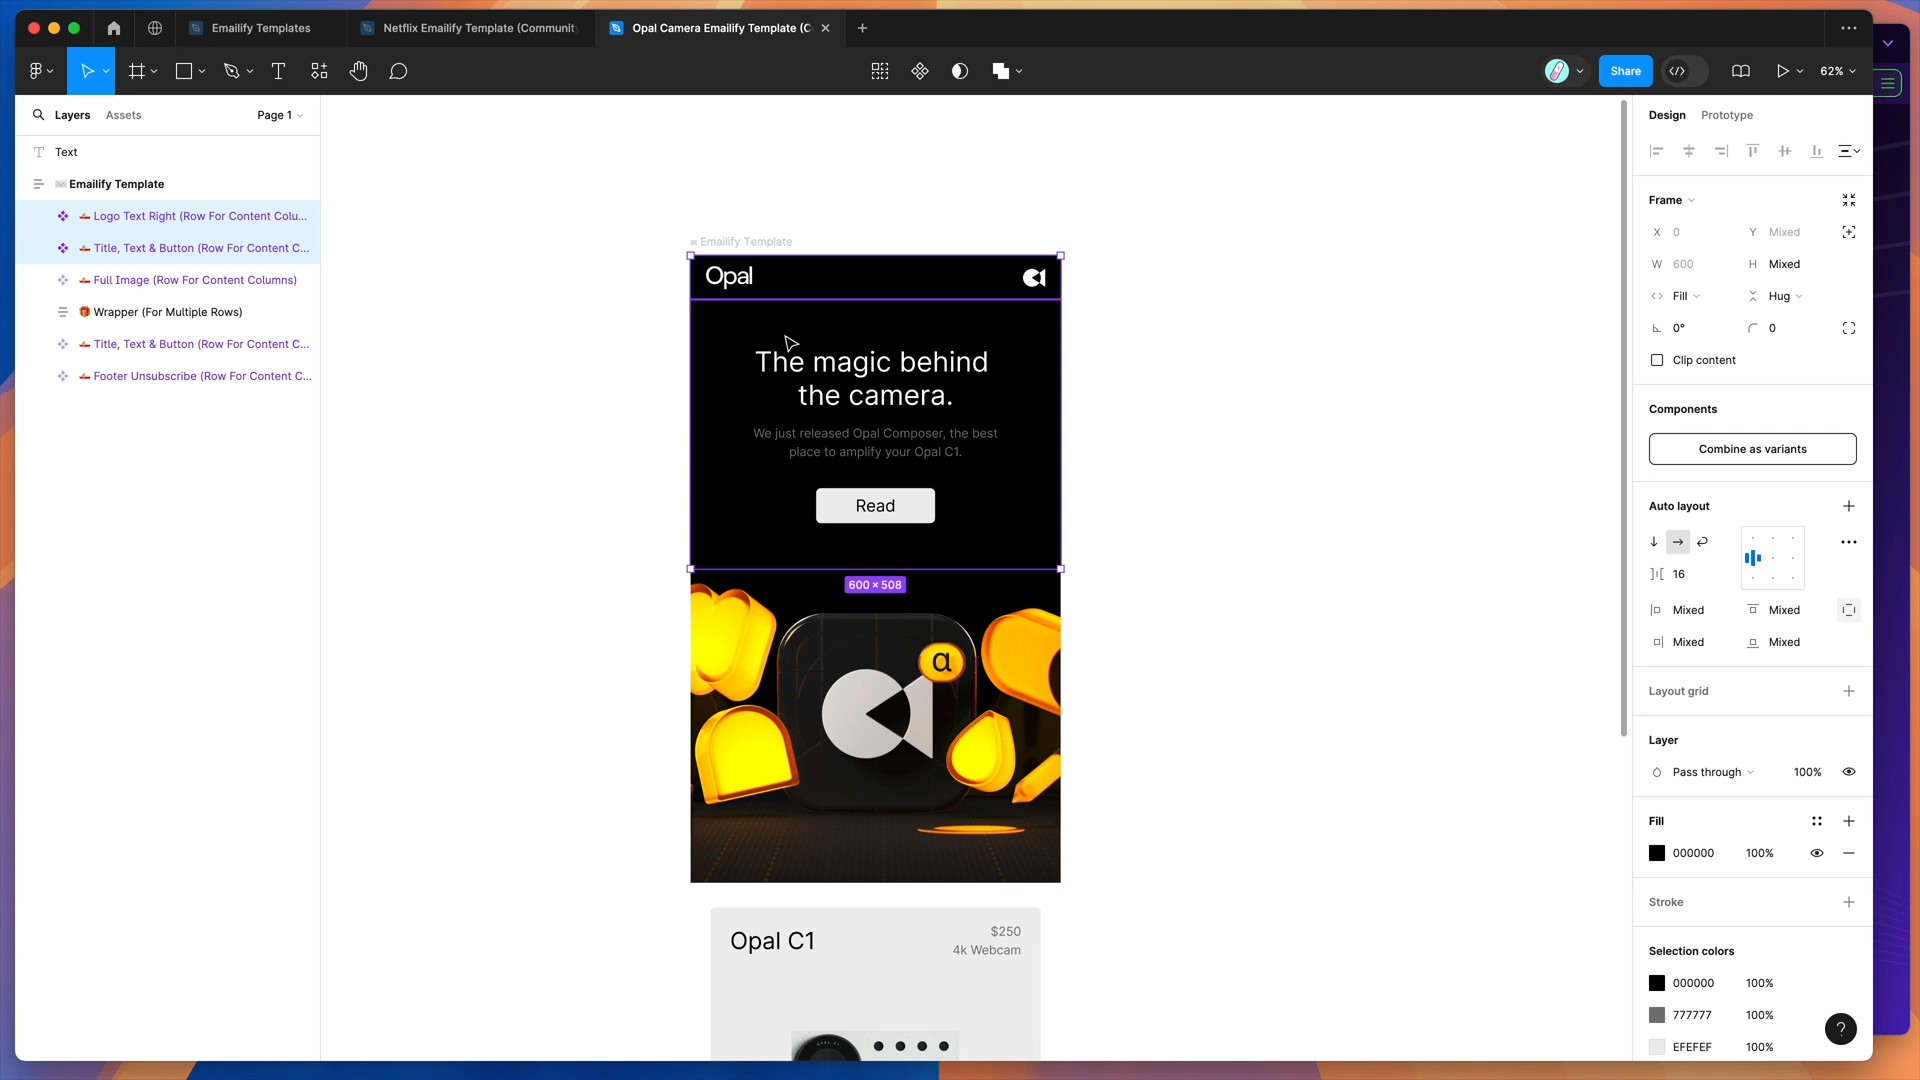 Emailify Templates
Netflix Emailify Template (Communit
Opal Camera Emailify Template (C
Share
62%
Layers
Assets
Page 1
Text
Emailify Template
Logo Text Right (Row For Content Colu...
Title, Text & Button (Row For Content C...
Full Image (Row For Content Columns)
Wrapper (For Multiple Rows)
Title, Text & Button (Row For Content C...
Footer Unsubscribe (Row For Content C...
Emailify Template
Opal
The magic behind
the camera.
We just released Opal Composer, the best
place to amplify your Opal C1.
Read
600 × 508
α
Opal C1
$250
4k Webcam
Design
Prototype
Frame
X 0
Y Mixed
W 600
H Mixed
Fill
Hug
0°
0
Clip content
Components
Combine as variants
Auto layout
16
Mixed
Mixed
Mixed
Mixed
Layout grid
Layer
Pass through
100%
Fill
000000
100%
Stroke
Selection colors
000000
100%
777777
100%
EFEFEF
100%
?